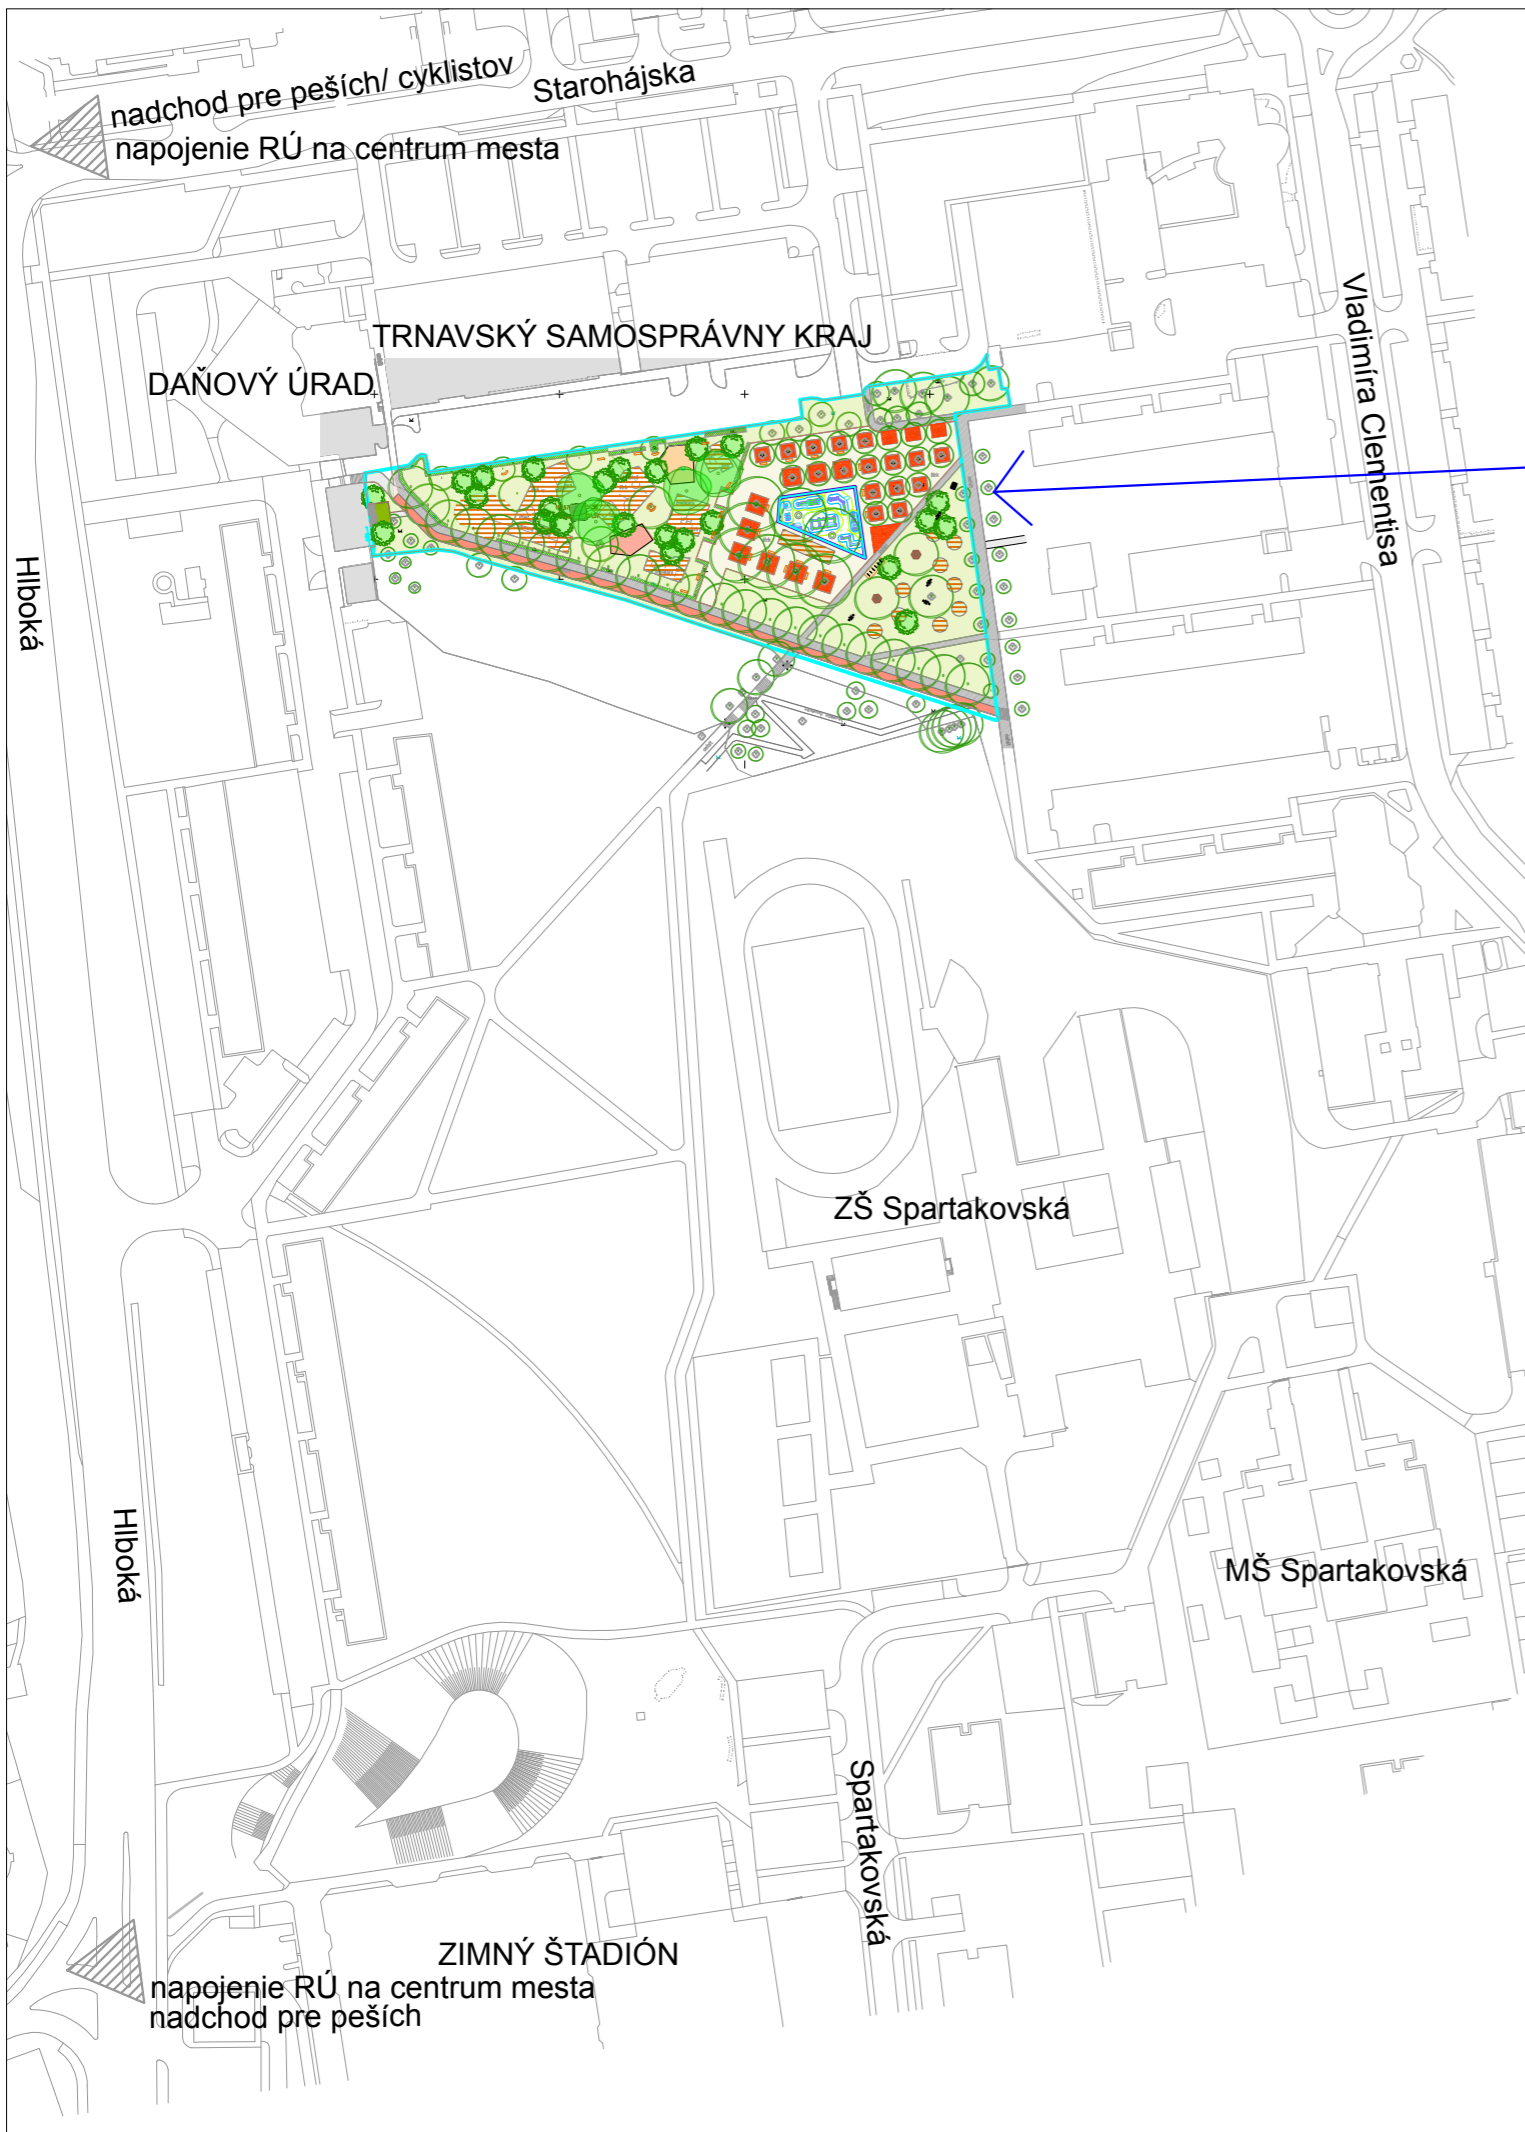 nadchod pre peších/ cyklistov
Starohájska
napojenie RÚ na centrum mesta
Vladimíra Clementisa
TRNAVSKÝ SAMOSPRÁVNY KRAJ
DAŇOVÝ ÚRAD
Hlboká
ZŠ Spartakovská
Hlboká
MŠ Spartakovská
Spartakovská
ZIMNÝ ŠTADIÓN
napojenie RÚ na centrum mesta
nadchod pre peších